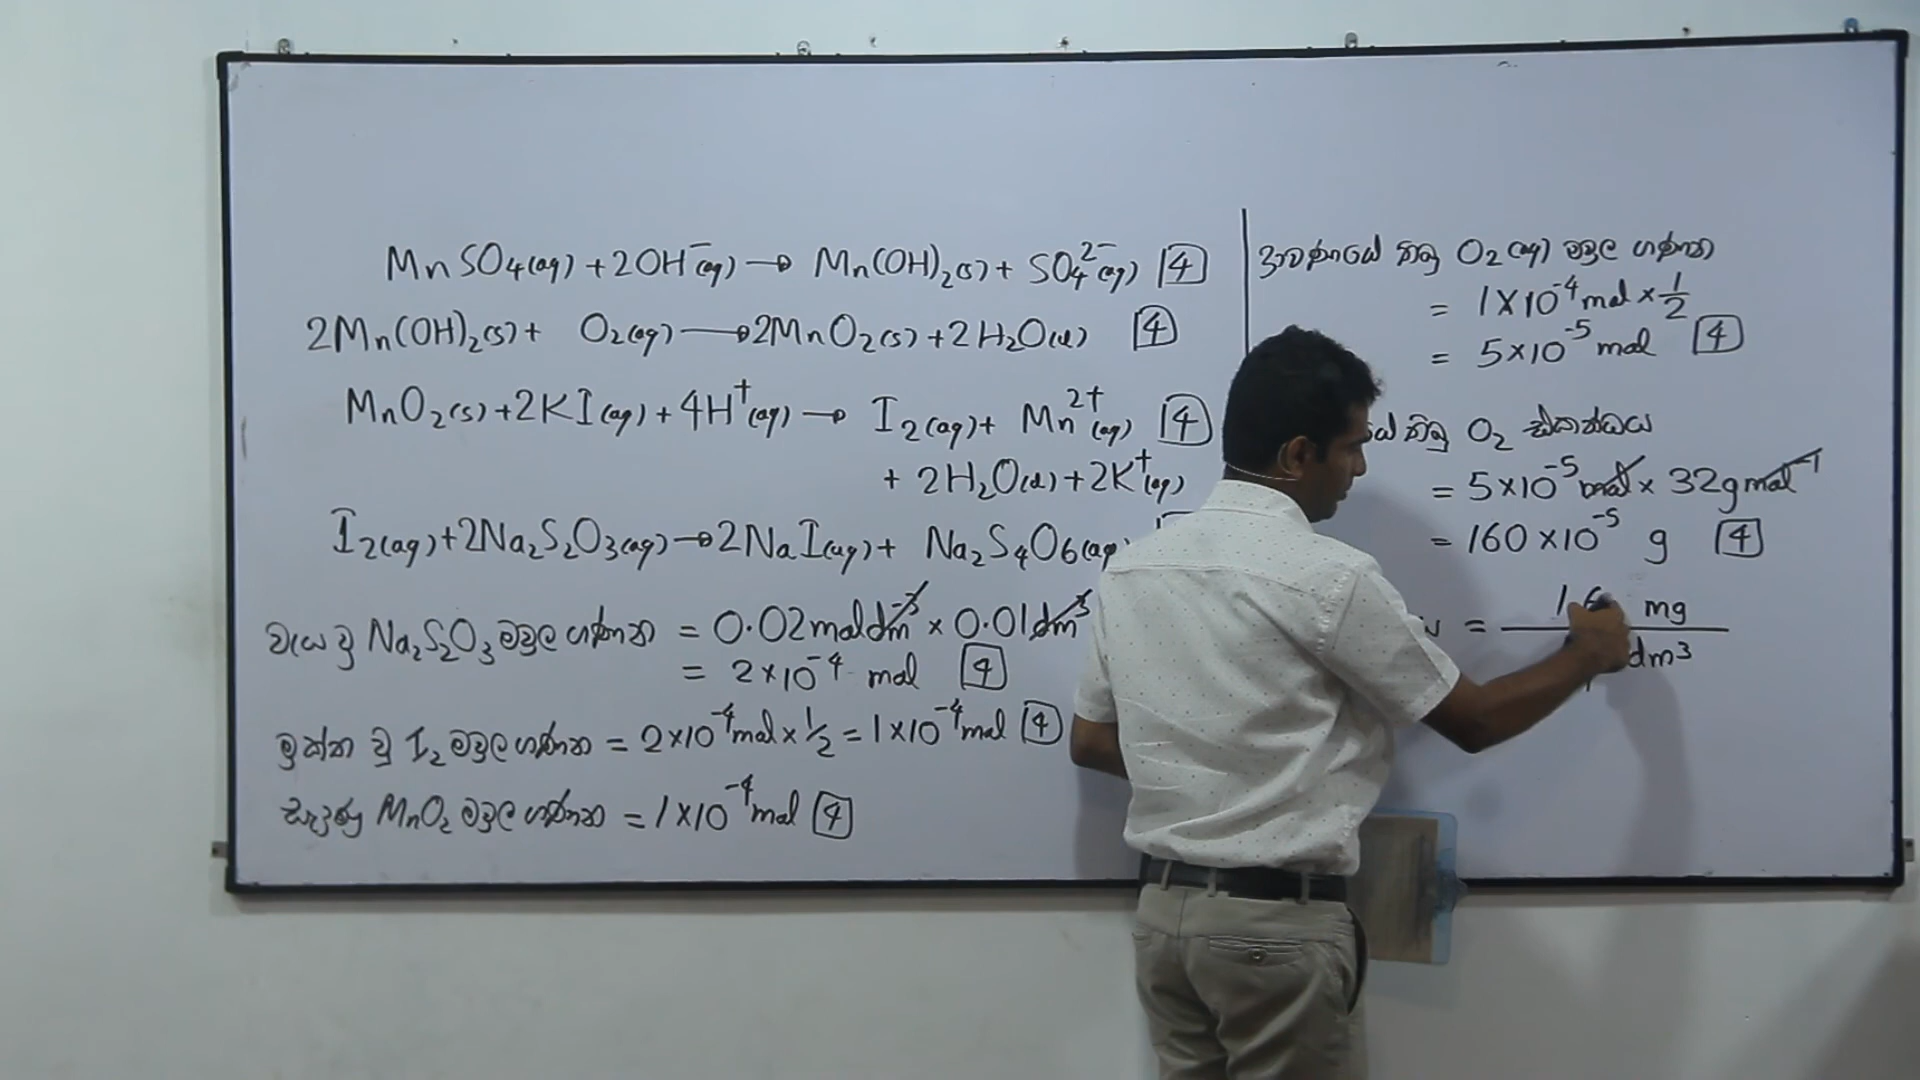 MnSO₄(aq) + 2OH⁻(aq) → Mn(OH)₂(s) + SO₄²⁻(aq) 4
2Mn(OH)₂(s) + O₂(aq) → 2MnO₂(s) + 2H₂O(l) 4
MnO₂(s) + 2KI(aq) + 4H⁺(aq) → I₂(aq) + Mn²⁺(aq) 4
+ 2H₂O(l) + 2K⁺(aq)
I₂(aq) + 2Na₂S₂O₃(aq) → 2NaI(aq) + Na₂S₄O₆(aq
වැය වූ Na₂S₂O₃ මවුල ගණන = 0.02 mol dm⁻³ × 0.01 dm³
= 2×10⁻⁴ mol 4
මුක්ත වූ I₂ මවුල ගණන = 2×10⁻⁴ mol × 1/2 = 1×10⁻⁴ mol 4
සෑදුණු MnO₂ මවුල ගණන = 1×10⁻⁴ mol 4
ද්‍රාවණයේ තිබූ O₂(aq) මවුල ගණන
= 1×10⁻⁴ mol × 1/2
= 5×10⁻⁵ mol 4
තිබූ O₂ ස්කන්ධය
= 5×10⁻⁵ mol × 32 g mol⁻¹
= 160×10⁻⁵ g 4
= mg
dm³